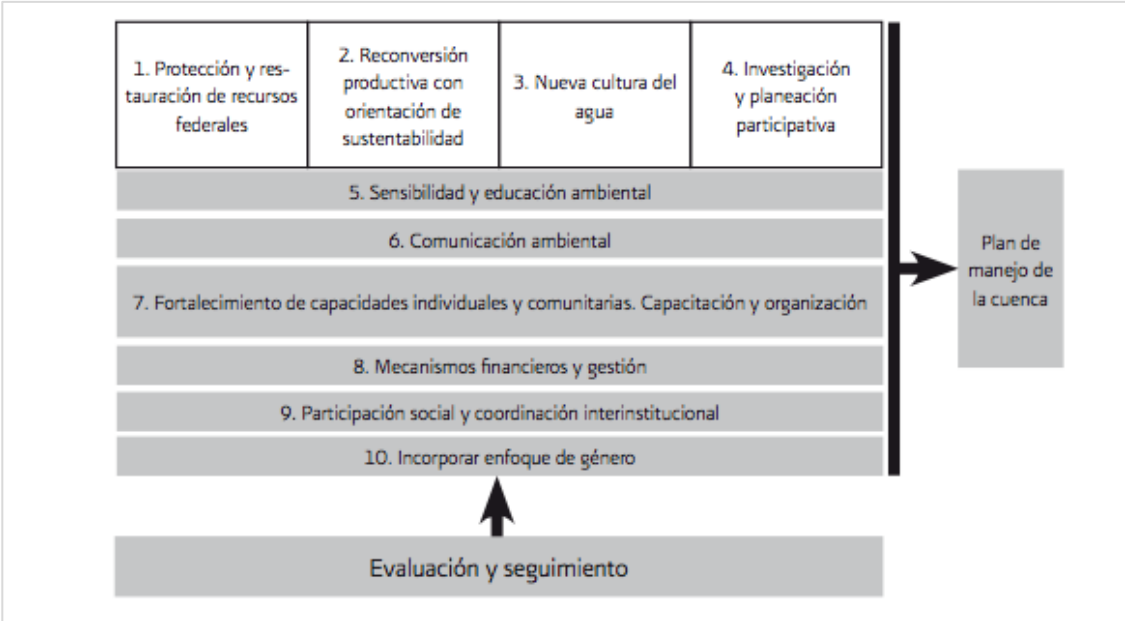 1. Protección y res-
tauración de recursos
federales
2. Reconversión
productiva con
orientación de
sustentabilidad
3. Nueva cultura del
agua
4. Investigación
y planeación
participativa
5. Sensibilidad y educación ambiental
6. Comunicación ambiental
7. Fortalecimiento de capacidades individuales y comunitarias. Capacitación y organización
8. Mecanismos financieros y gestión
9. Participación social y coordinación interinstitucional
10. Incorporar enfoque de género
Plan de
manejo de
la cuenca
Evaluación y seguimiento